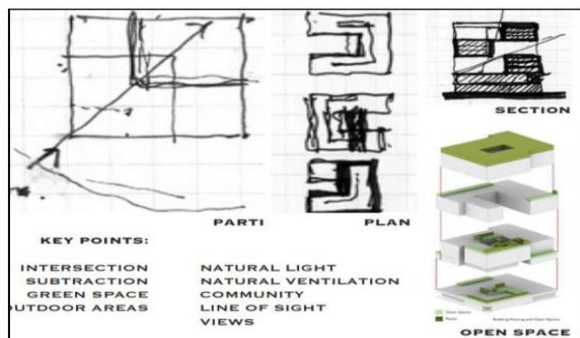 SECTION
PARTI
PLAN
KEY POINTS:
INTERSECTION
SUBTRACTION
GREEN SPACE
OUTDOOR AREAS
NATURAL LIGHT
NATURAL VENTILATION
COMMUNITY
LINE OF SIGHT
VIEWS
OPEN SPACE